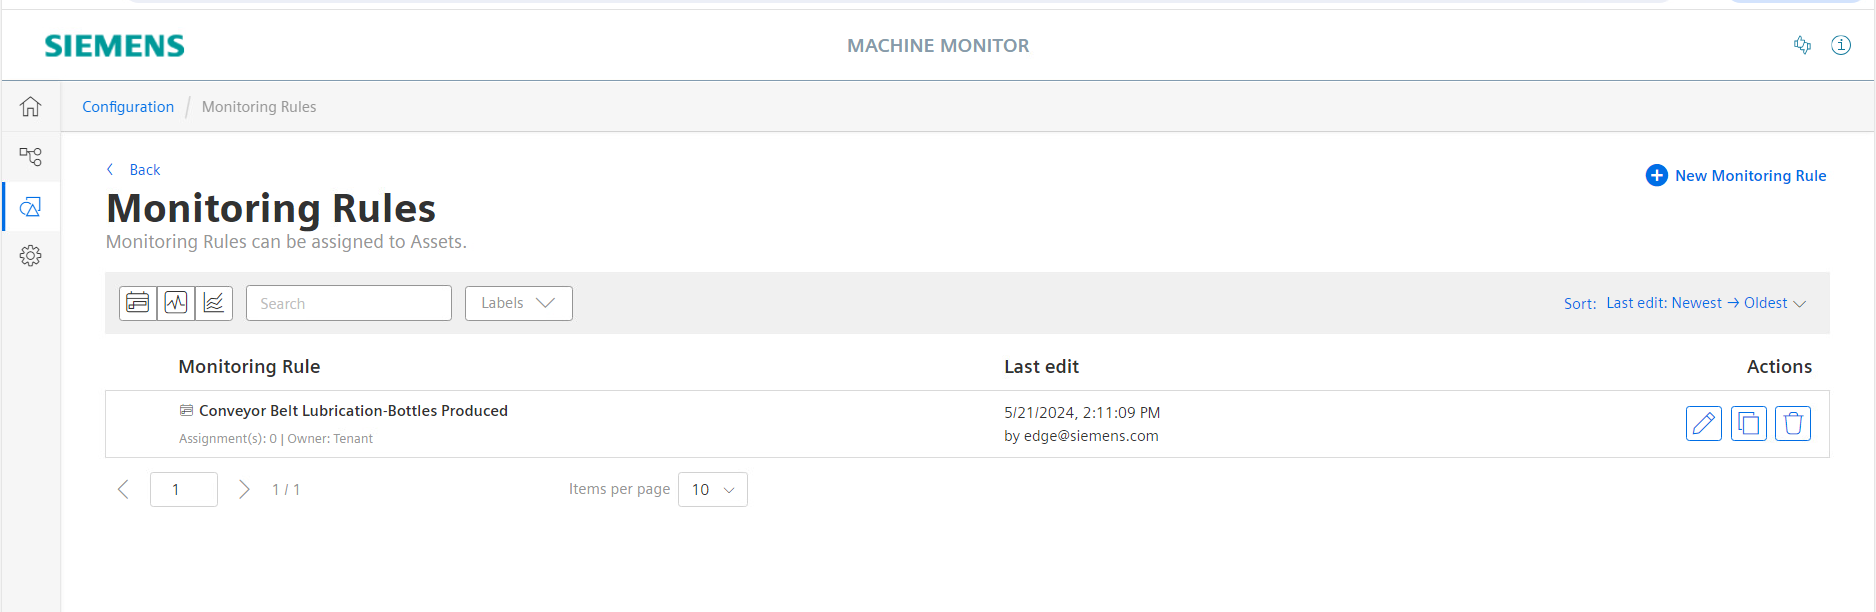 SIEMENS
MACHINE MONITOR
Configuration / Monitoring Rules
Back
New Monitoring Rule
Monitoring Rules
Monitoring Rules can be assigned to Assets.
Search
Labels
Sort: Last edit: Newest → Oldest
Monitoring Rule Last edit Actions
Conveyor Belt Lubrication-Bottles Produced
Assignment(s): 0 | Owner: Tenant
5/21/2024, 2:11:09 PM
by edge@siemens.com
1 1 / 1 Items per page 10